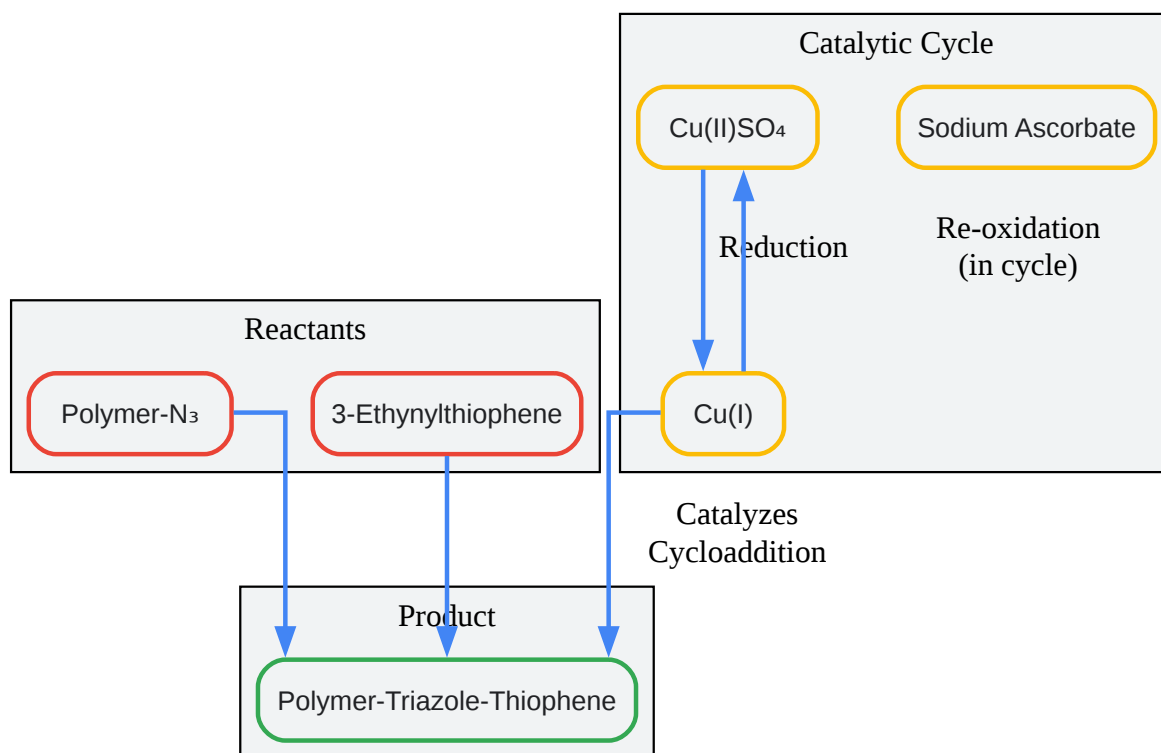 Catalytic Cycle
Cu(II)SO₄
Sodium Ascorbate
Reduction
Re-oxidation
(in cycle)
Reactants
Polymer-N₃
3-Ethynylthiophene
Cu(I)
Catalyzes
Cycloaddition
Product
Polymer-Triazole-Thiophene